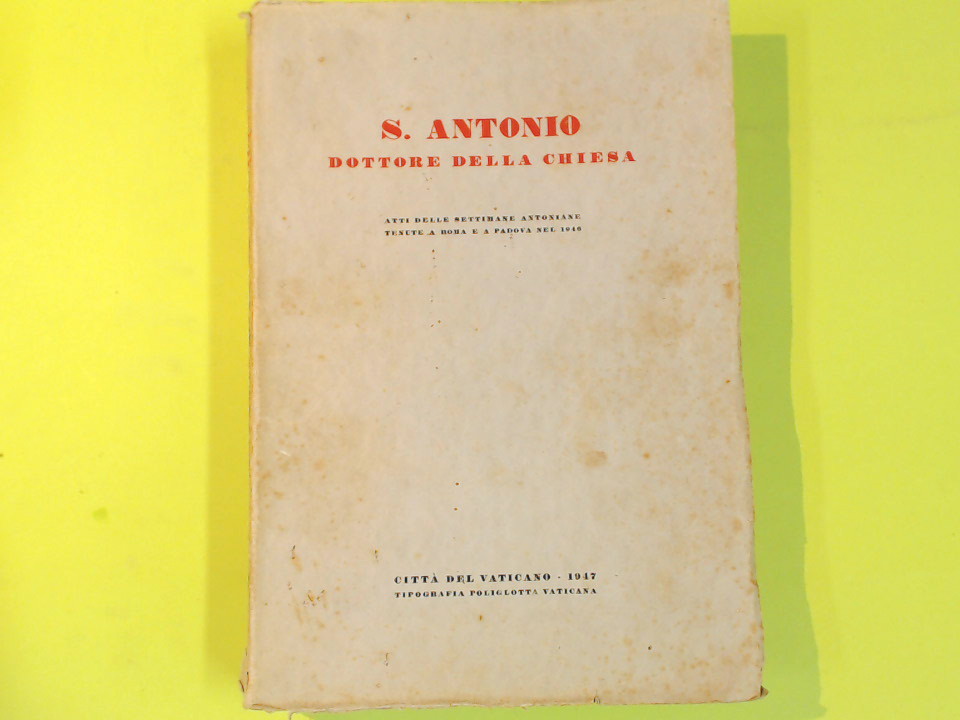 S. ANTONIO
DOTTORE DELLA CHIESA
ATTI DELLE SETTIMANE ANTONIANE
TENUTE A ROMA E A PADOVA NEL 1946
CITTÀ DEL VATICANO - 1947
TIPOGRAFIA POLIGLOTTA VATICANA